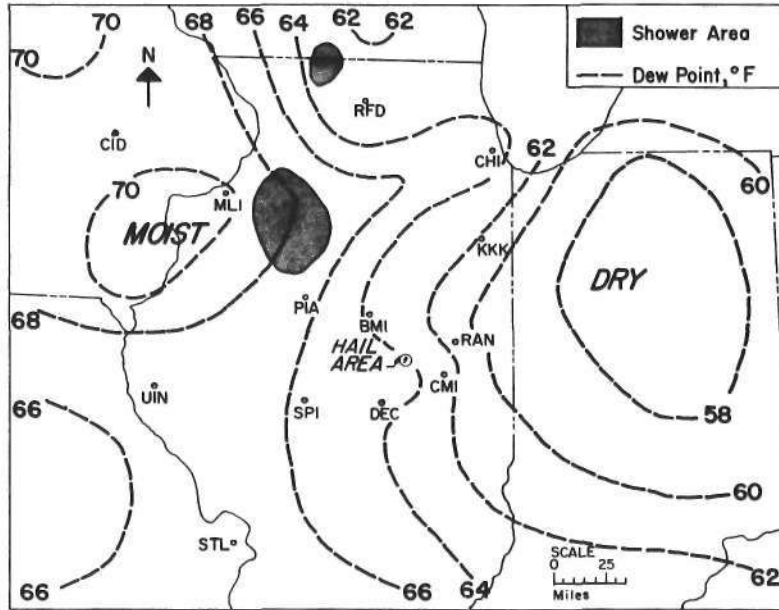 70
68
66
64
62
62
Shower Area
Dew Point, °F
70
N
RFD
CID
CHI
62
60
70
MLI
MOIST
KKK
DRY
68
PIA
BMI
HAIL
AREA
RAN
UIN
CMI
66
SPI
DEC
58
60
STL
SCALE
0 25
Miles
66
66
64
62